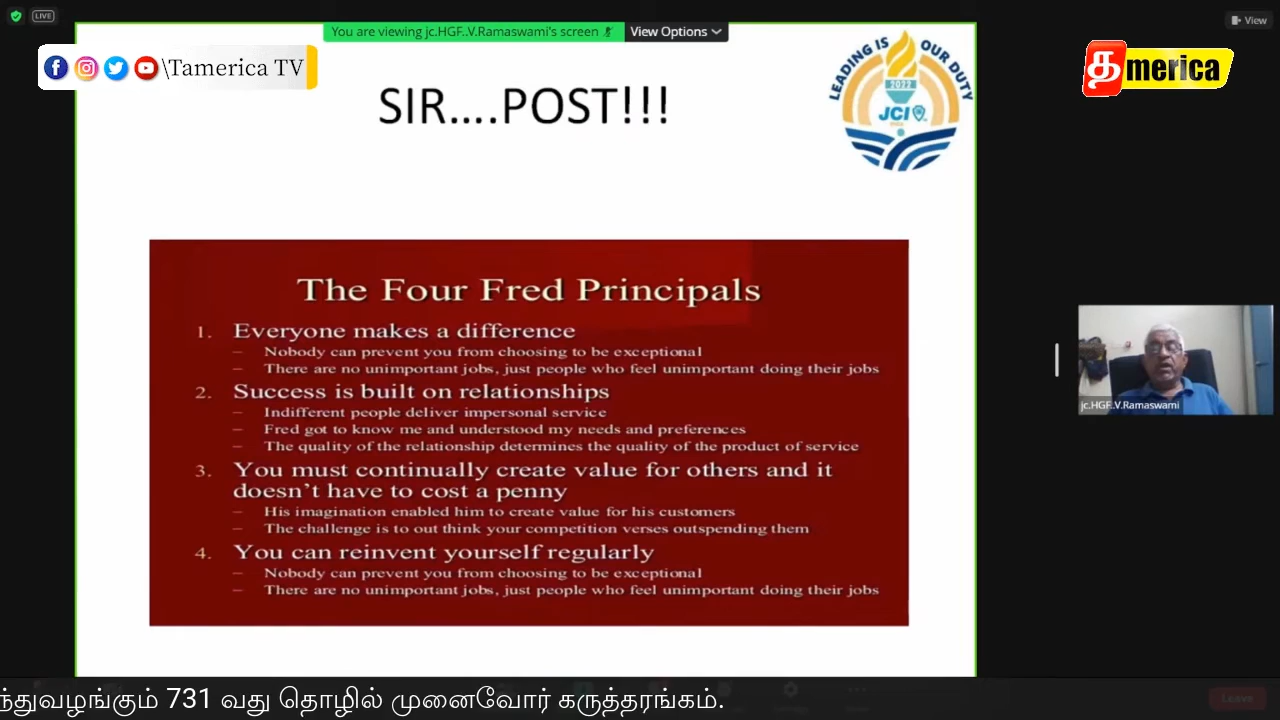 LIVE
You are viewing jc.HGF..V.Ramaswami's screen
View Options
View
\Tamerica TV
தmerica
LEADING IS OUR DUTY
2022
JCI
SIR....POST!!!
The Four Fred Principals
1. Everyone makes a difference
– Nobody can prevent you from choosing to be exceptional
– There are no unimportant jobs, just people who feel unimportant doing their jobs
2. Success is built on relationships
– Indifferent people deliver impersonal service
– Fred got to know me and understood my needs and preferences
– The quality of the relationship determines the quality of the product of service
3. You must continually create value for others and it
doesn't have to cost a penny
– His imagination enabled him to create value for his customers
– The challenge is to out think your competition verses outspending them
4. You can reinvent yourself regularly
– Nobody can prevent you from choosing to be exceptional
– There are no unimportant jobs, just people who feel unimportant doing their jobs
jc.HGF..V.Ramaswami
ந்துவழங்கும் 731 வது தொழில் முனைவோர் கருத்தரங்கம்.
Leave